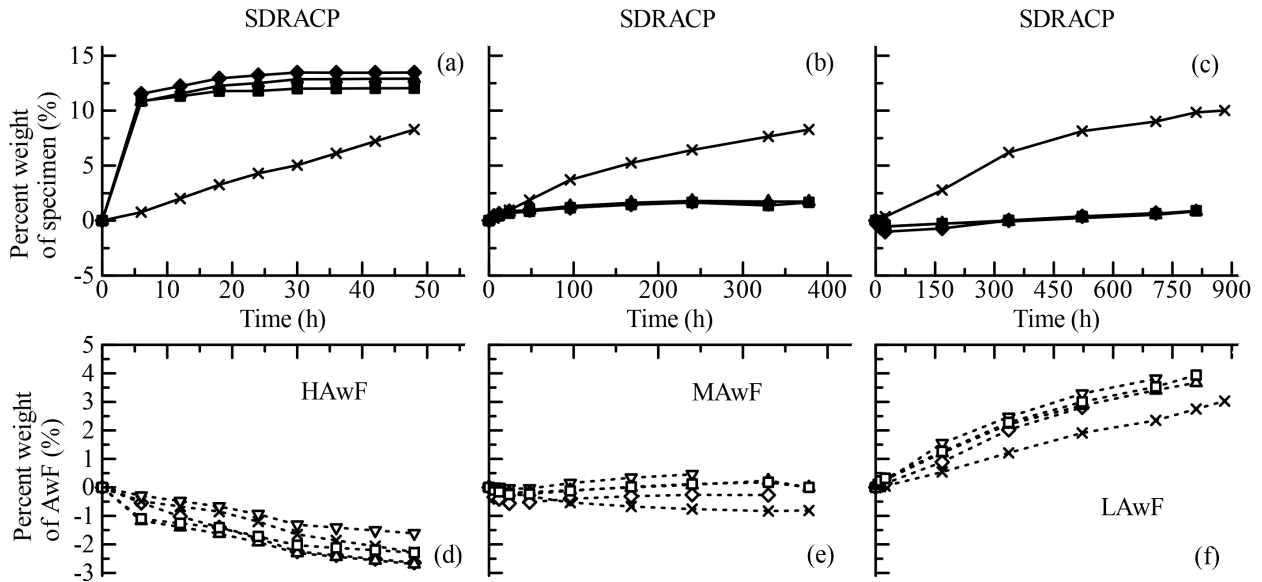 SDRACP SDRACP SDRACP
Percent weight
of specimen (%)
15
10
5
0
-5
(a) (b) (c)
0 10 20 30 40 50
0 100 200 300 400
0 150 300 450 600 750 900
Time (h) Time (h) Time (h)
Percent weight
of AwF (%)
5
4
3
2
1
0
-1
-2
-3
HAwF MAwF LAwF
(d) (e) (f)